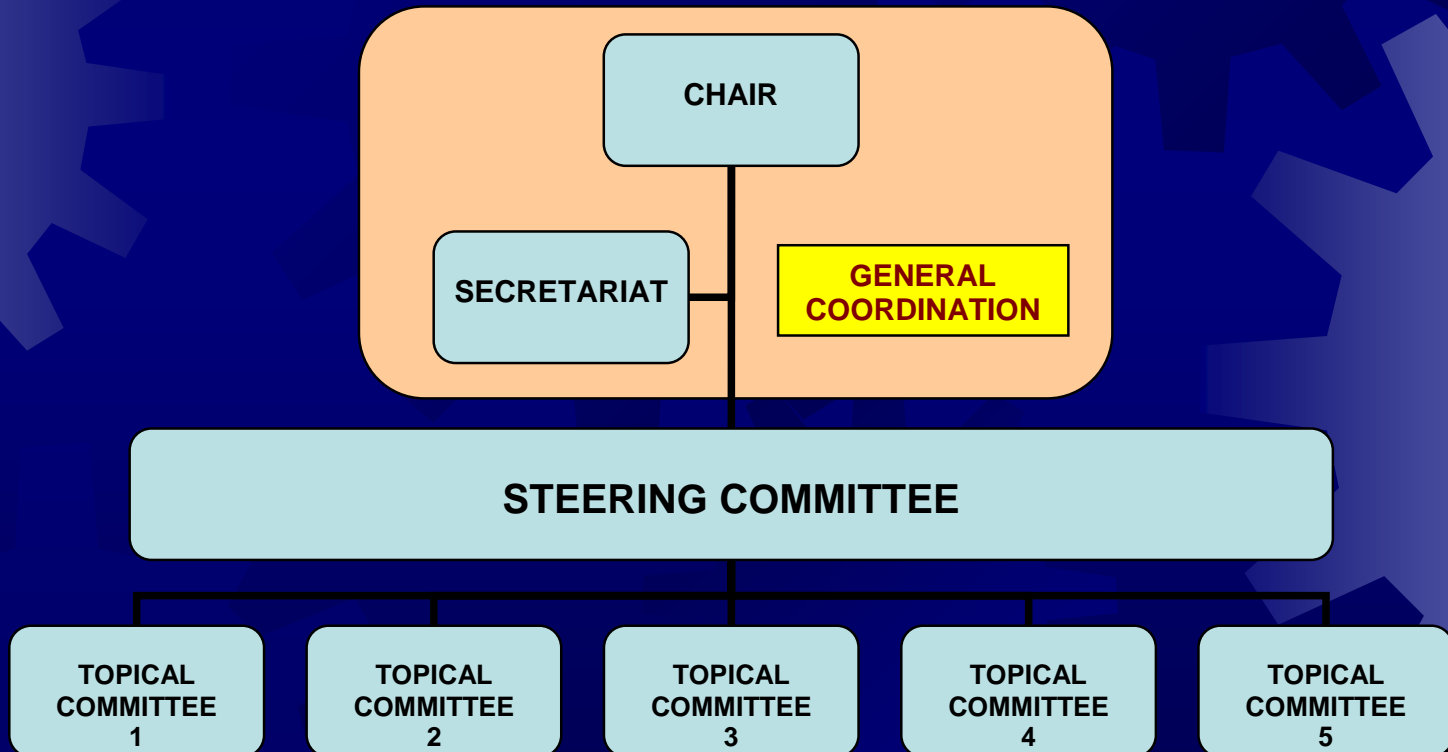 CHAIR
SECRETARIAT
GENERAL
COORDINATION
STEERING COMMITTEE
TOPICAL
COMMITTEE
1
TOPICAL
COMMITTEE
2
TOPICAL
COMMITTEE
3
TOPICAL
COMMITTEE
4
TOPICAL
COMMITTEE
5